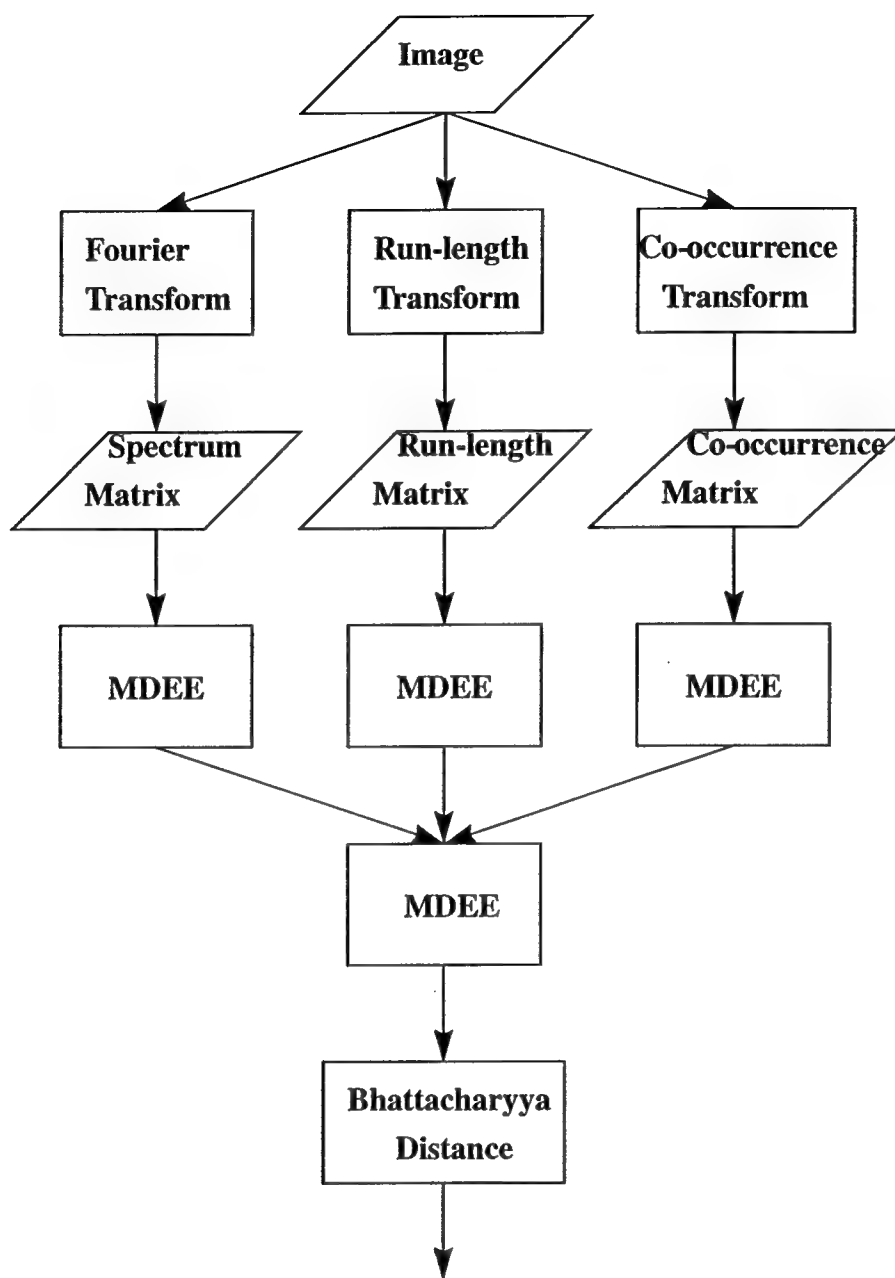 Image
Fourier
Transform
Run-length
Transform
Co-occurrence
Transform
Spectrum
Matrix
Run-length
Matrix
Co-occurrence
Matrix
MDEE
MDEE
MDEE
MDEE
Bhattacharyya
Distance